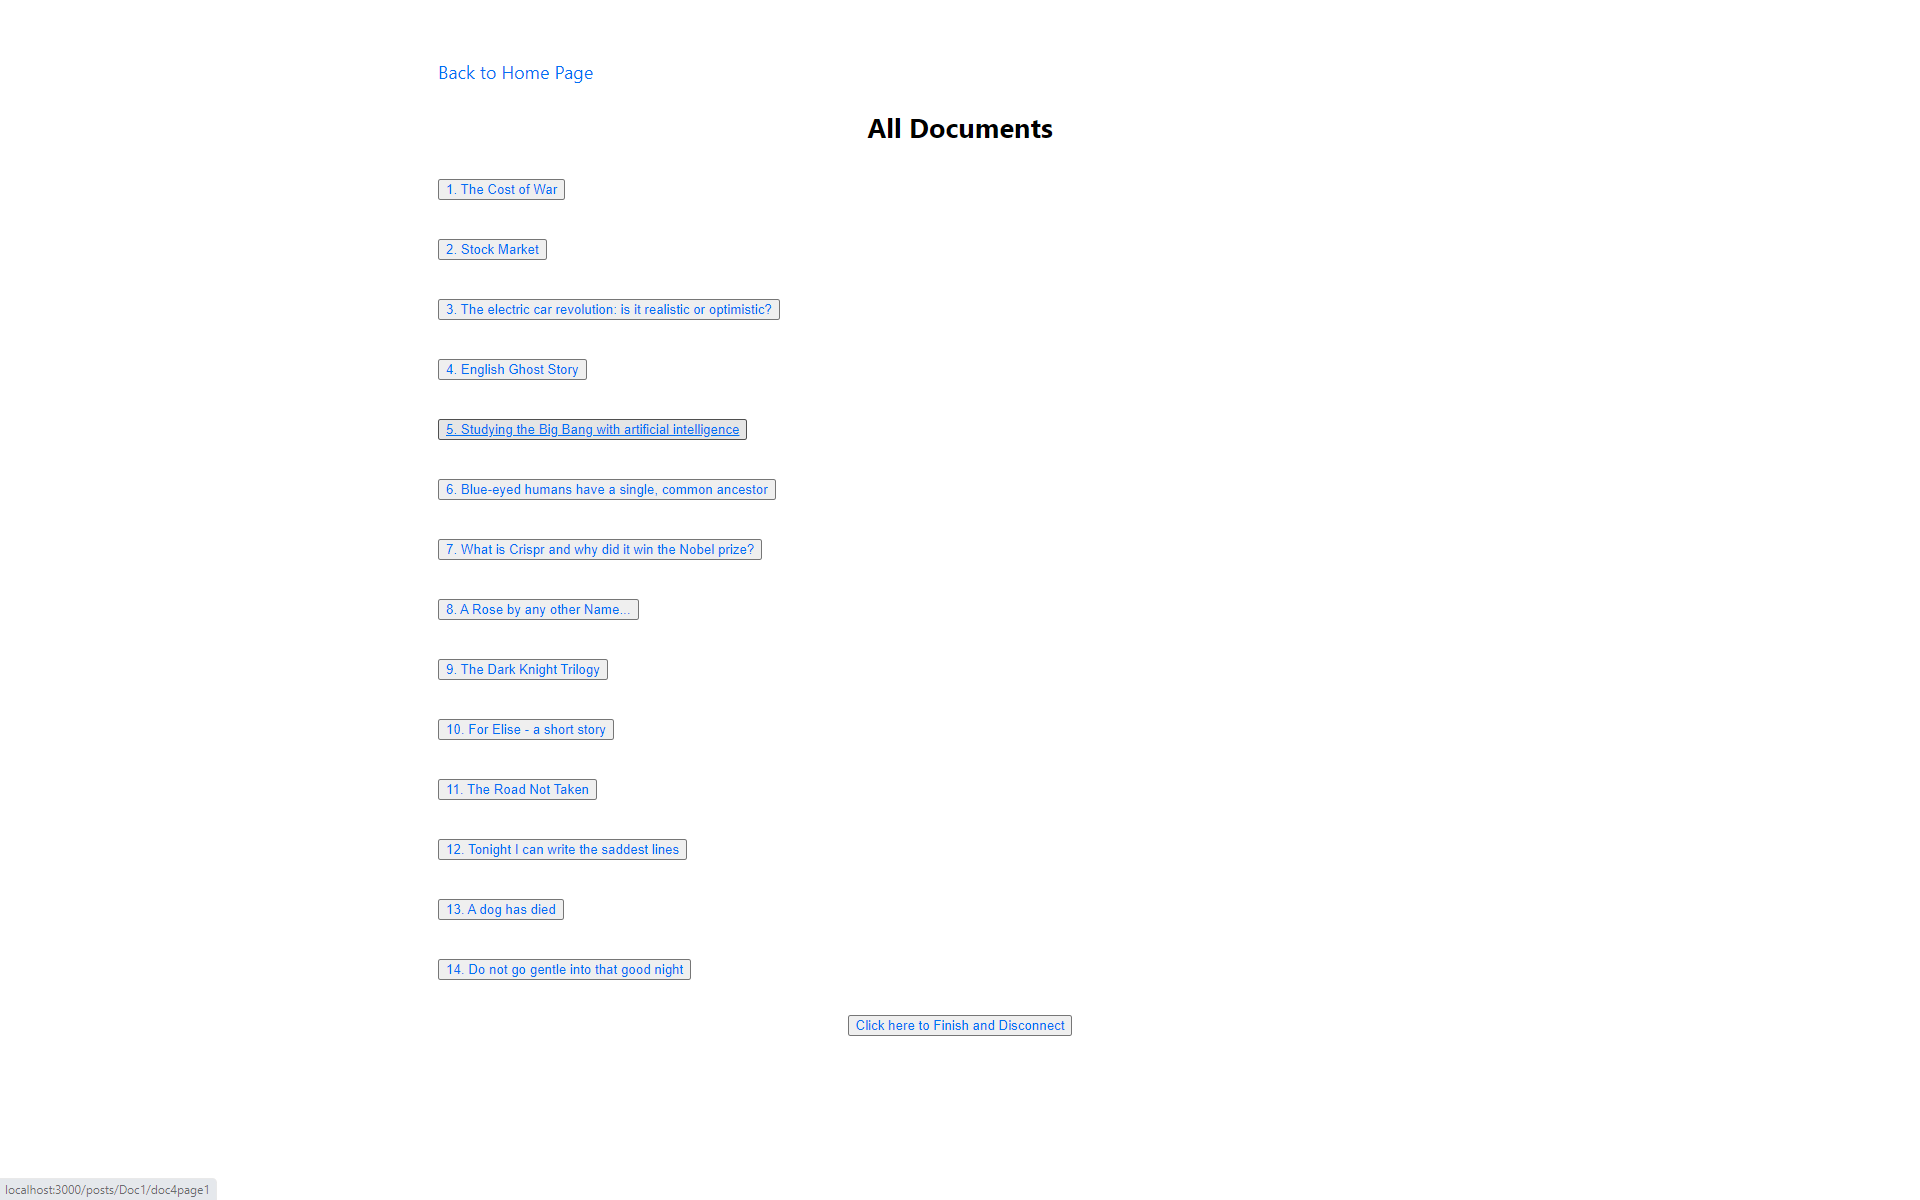 Back to Home Page
All Documents
1. The Cost of War
2. Stock Market
3. The electric car revolution: is it realistic or optimistic?
4. English Ghost Story
5. Studying the Big Bang with artificial intelligence
6. Blue-eyed humans have a single, common ancestor
7. What is Crispr and why did it win the Nobel prize?
8. A Rose by any other Name...
9. The Dark Knight Trilogy
10. For Elise - a short story
11. The Road Not Taken
12. Tonight I can write the saddest lines
13. A dog has died
14. Do not go gentle into that good night
Click here to Finish and Disconnect
localhost:3000/posts/Doc1/doc4page1